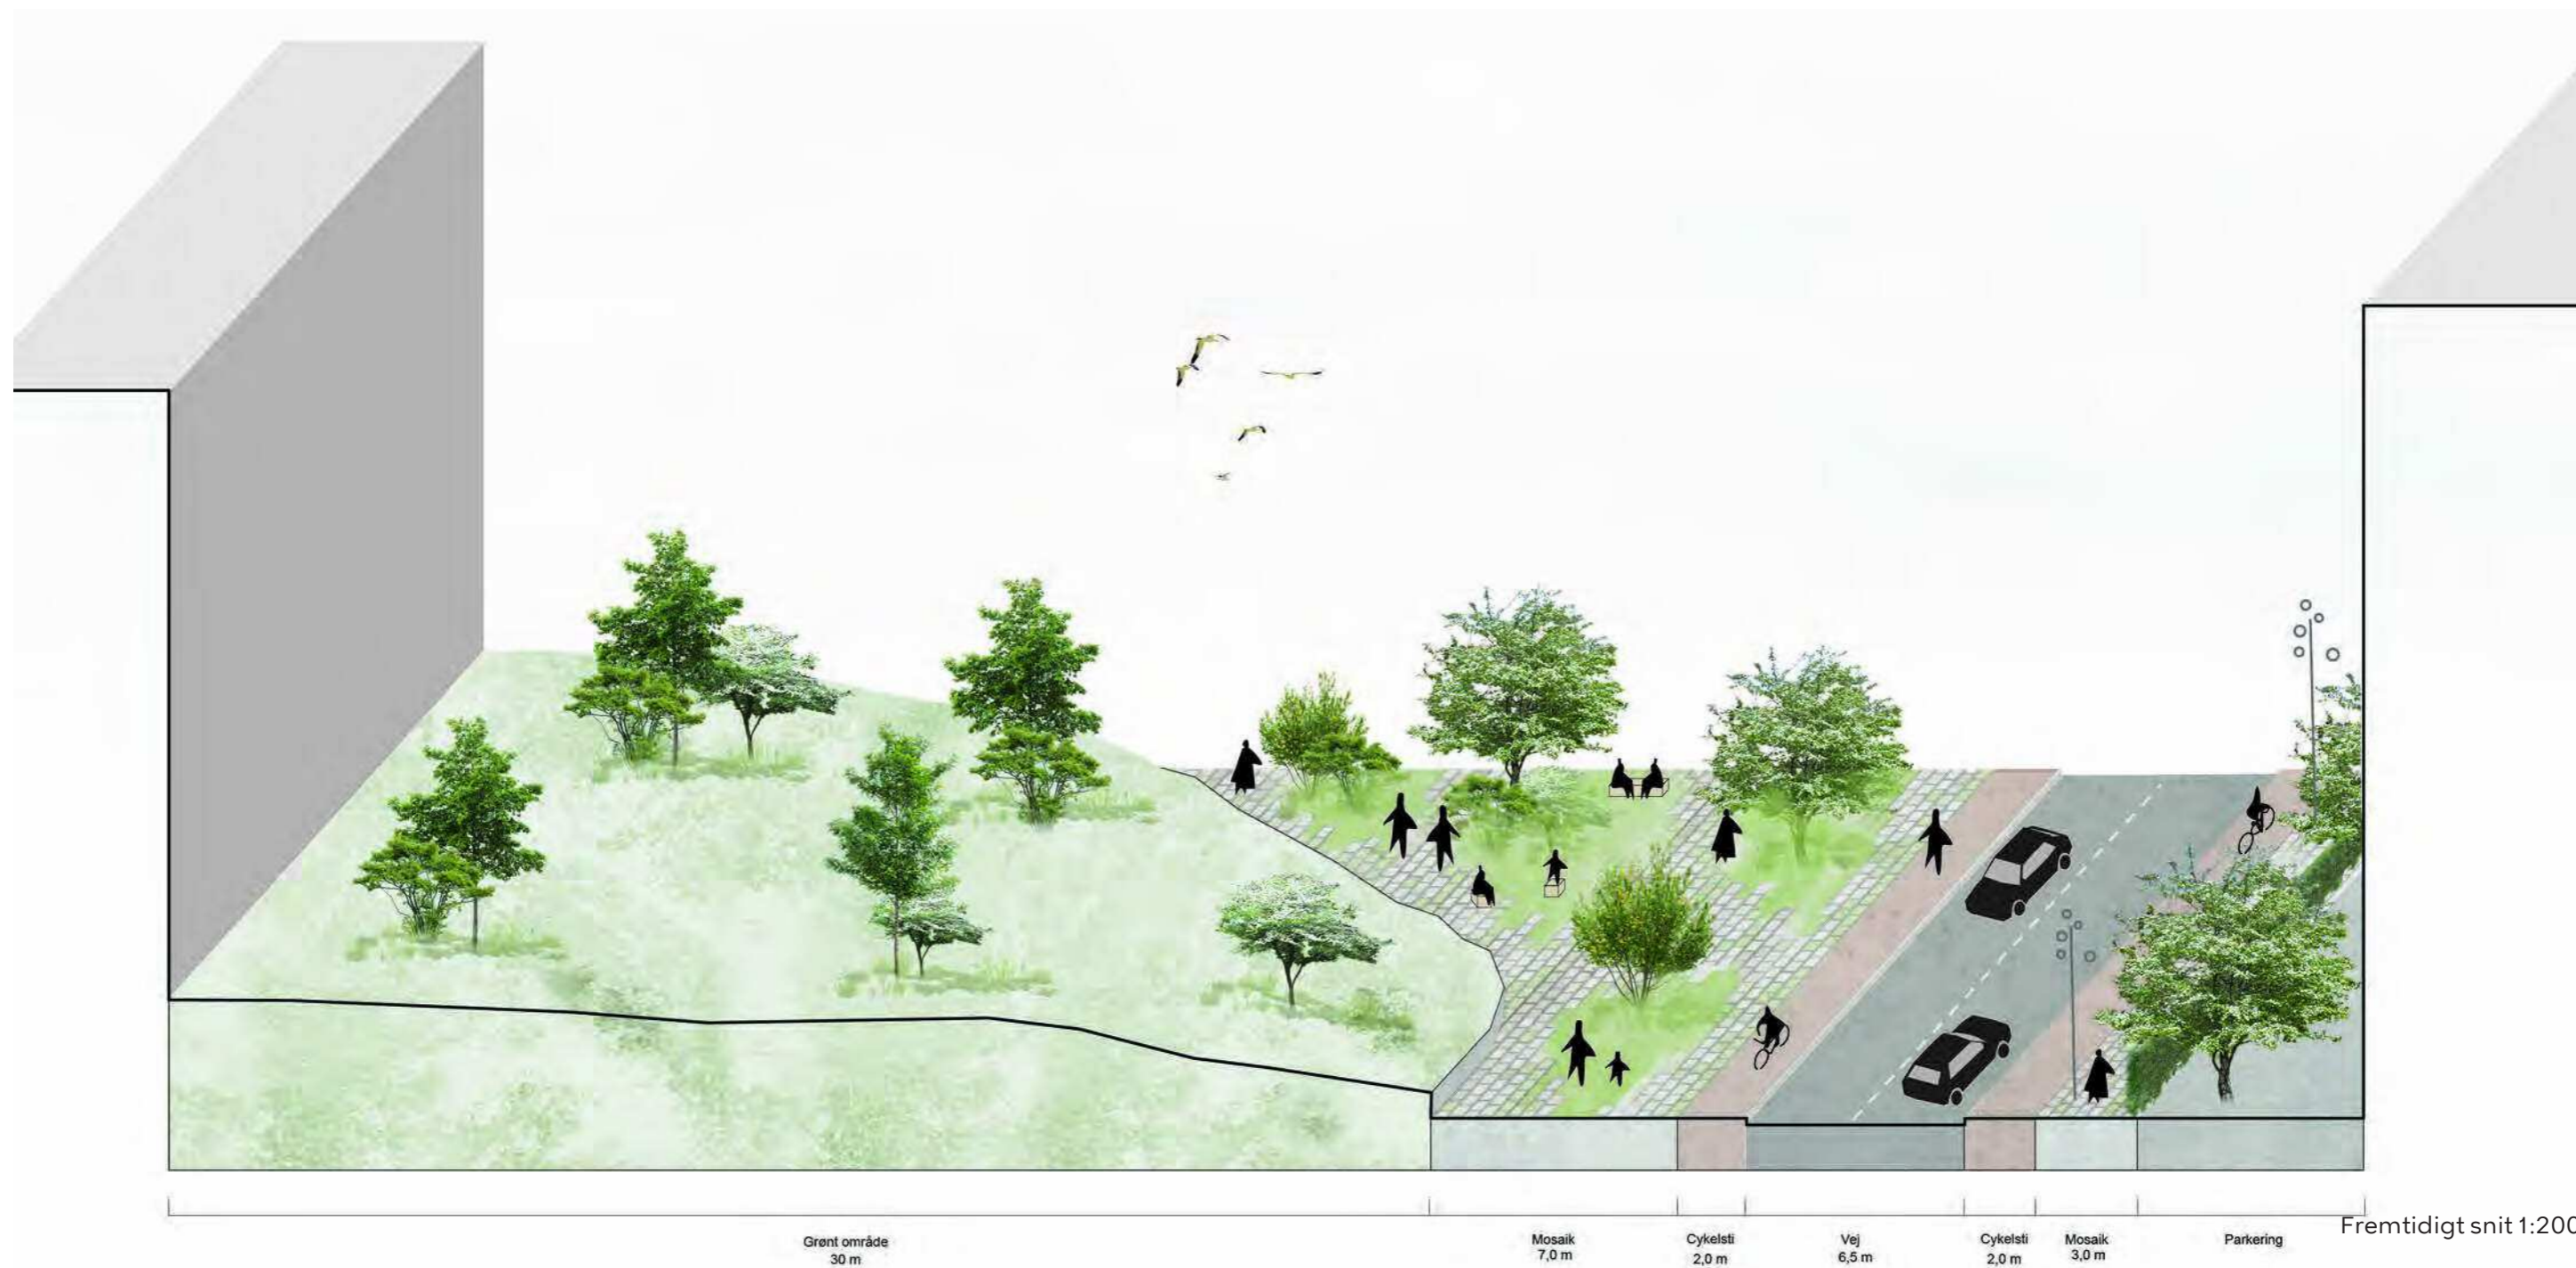 Grønt område
30 m
Mosaik
7,0 m
Cykelsti
2,0 m
Vej
6,5 m
Cykelsti
2,0 m
Mosaik
3,0 m
Parkering
Fremtidigt snit 1:200